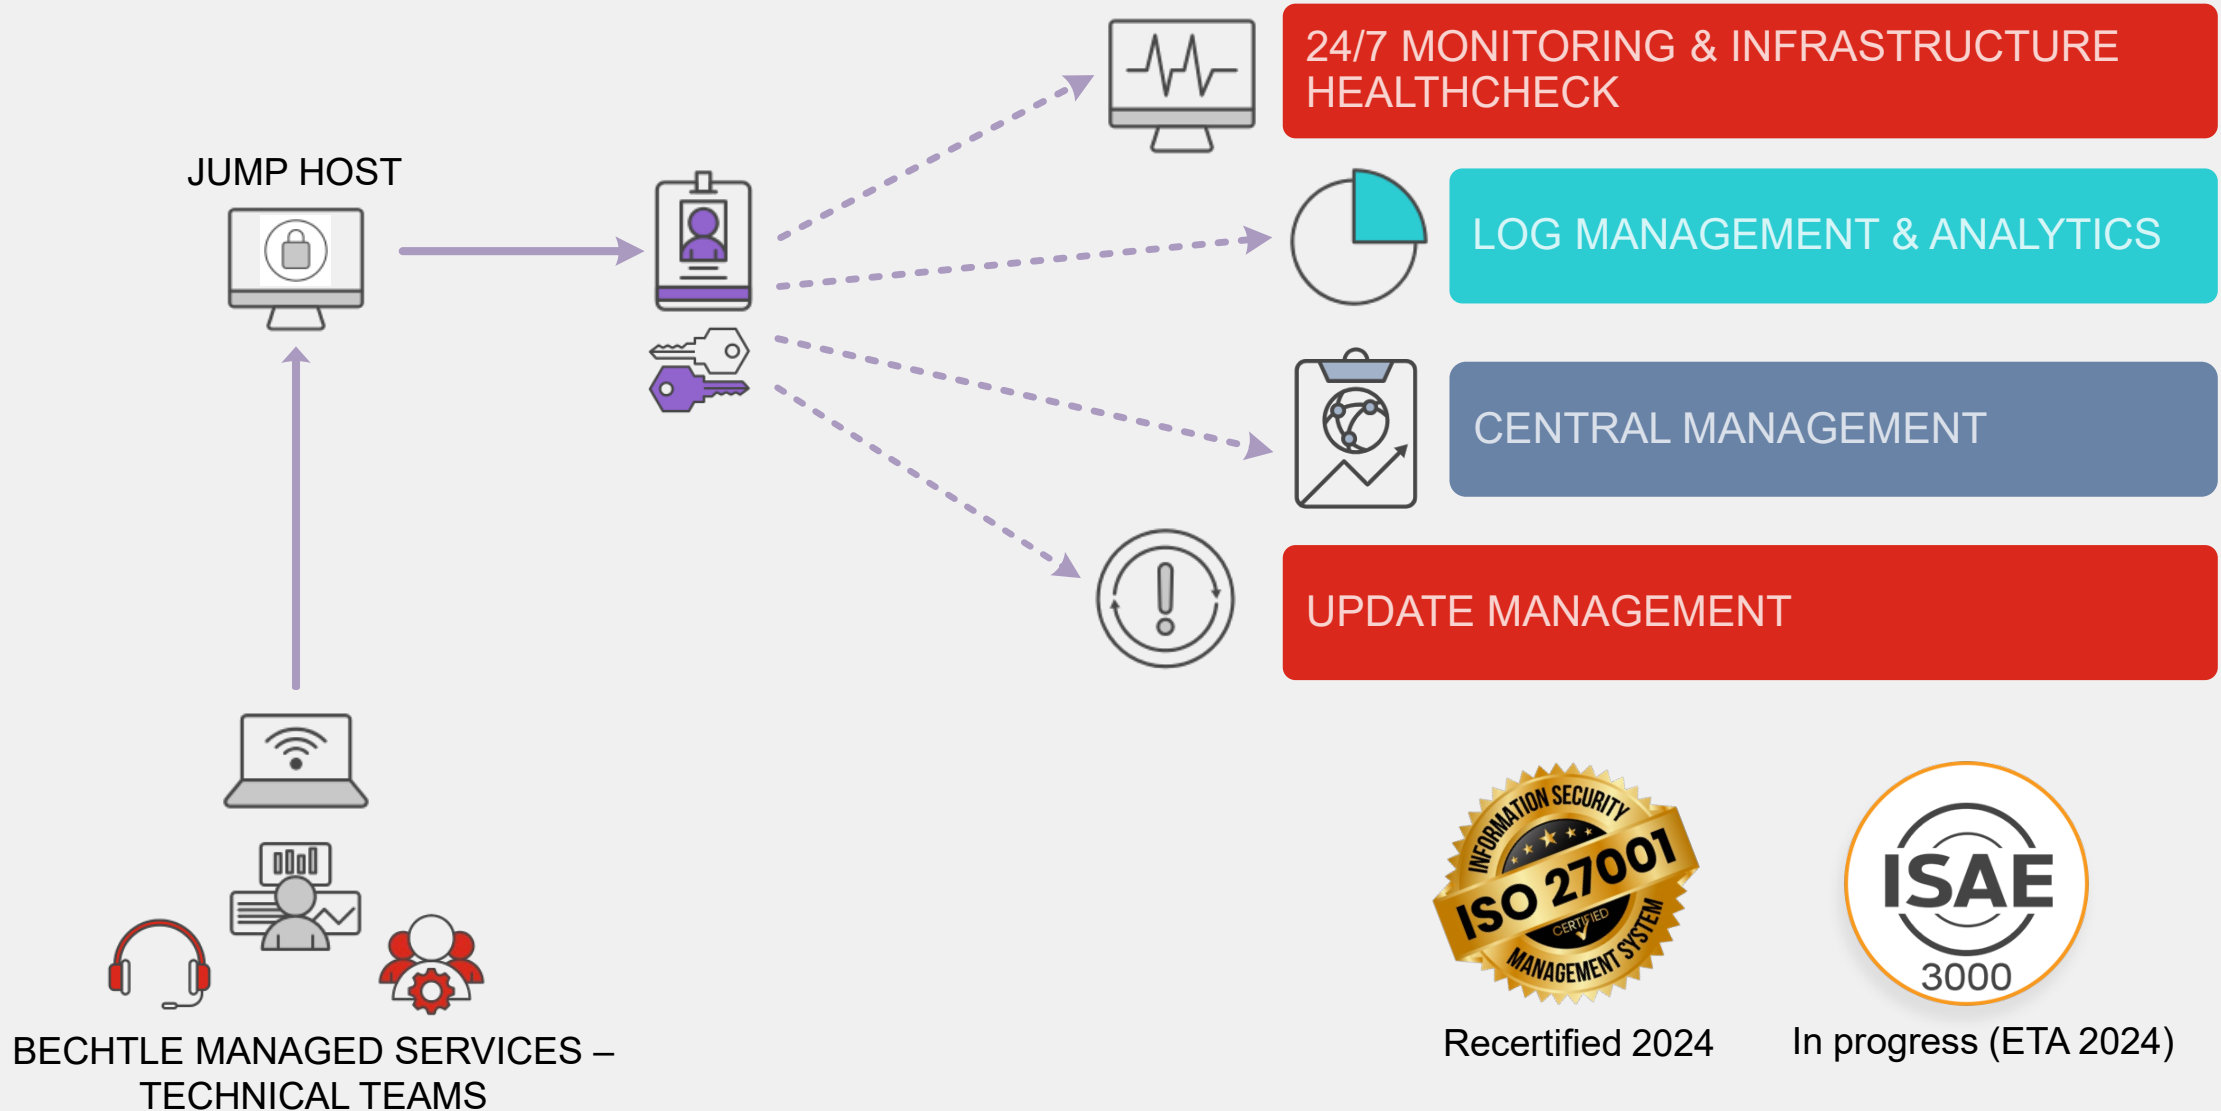 24/7 MONITORING & INFRASTRUCTURE
HEALTHCHECK
JUMP HOST
LOG MANAGEMENT & ANALYTICS
CENTRAL MANAGEMENT
UPDATE MANAGEMENT
INFORMATION SECURITY
ISO 27001
CERTIFIED
MANAGEMENT SYSTEM
ISAE
3000
Recertified 2024
In progress (ETA 2024)
BECHTLE MANAGED SERVICES –
TECHNICAL TEAMS